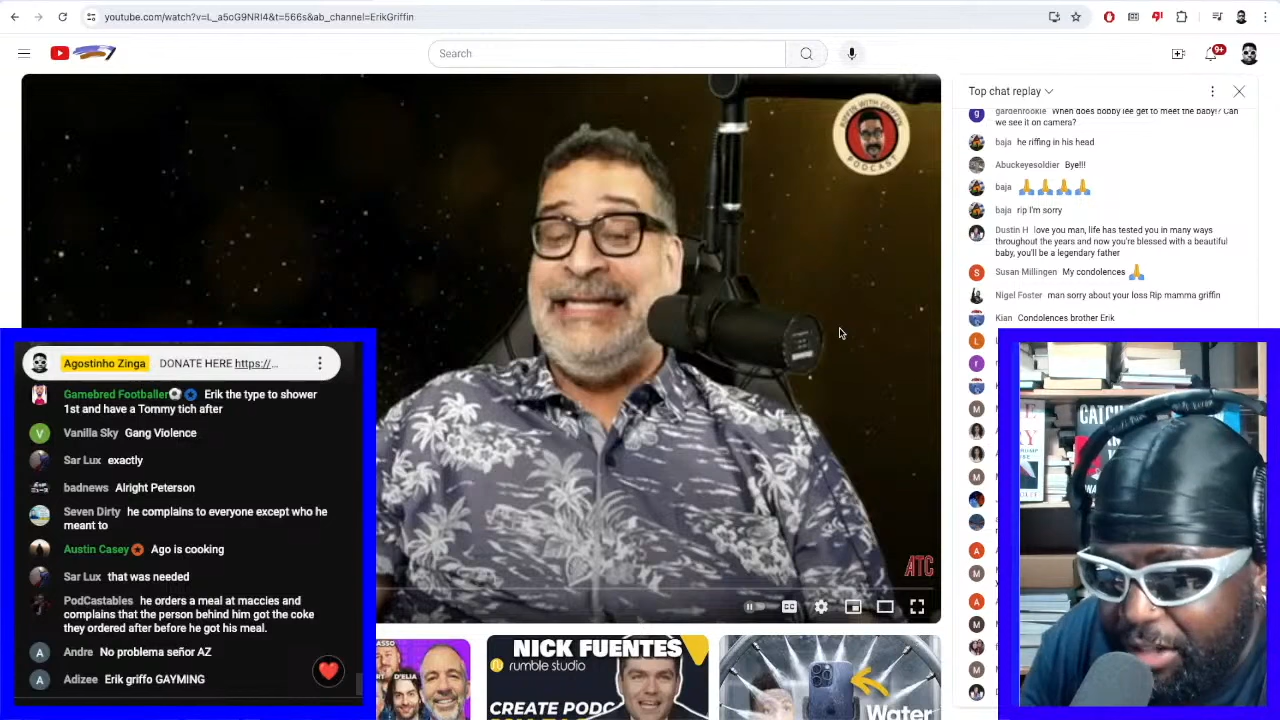 youtube.com/watch?v=L_a5oG9NRI4&t=566s&ab_channel=ErikGriffin
Search
9+
RIFFIN WITH GRIFFIN
PODCAST
ATC
Top chat replay
gardenrookie When does bobby lee get to meet the baby!? Can
we see it on camera?
baja he riffing in his head
Abuckeyesoldier Bye!!!
baja 🙏🙏🙏🙏
baja rip I'm sorry
Dustin H love you man, life has tested you in many ways
throughout the years and now you're blessed with a beautiful
baby, you'll be a legendary father
Susan Millingen My condolences 🙏
Nigel Foster man sorry about your loss Rip mamma griffin
Kian Condolences brother Erik
Agostinho Zinga DONATE HERE https://...
Gamebred Footballer⚽ Erik the type to shower
1st and have a Tommy tich after
Vanilla Sky Gang Violence
Sar Lux exactly
badnews Alright Peterson
Seven Dirty he complains to everyone except who he
meant to
Austin Casey Ago is cooking
Sar Lux that was needed
PodCastables he orders a meal at maccies and
complains that the person behind him got the coke
they ordered after before he got his meal.
Andre No problema señor AZ
Adizee Erik griffo GAYMING
NICK FUENTES
rumble studio
CREATE PODC
D'ELIA
Water